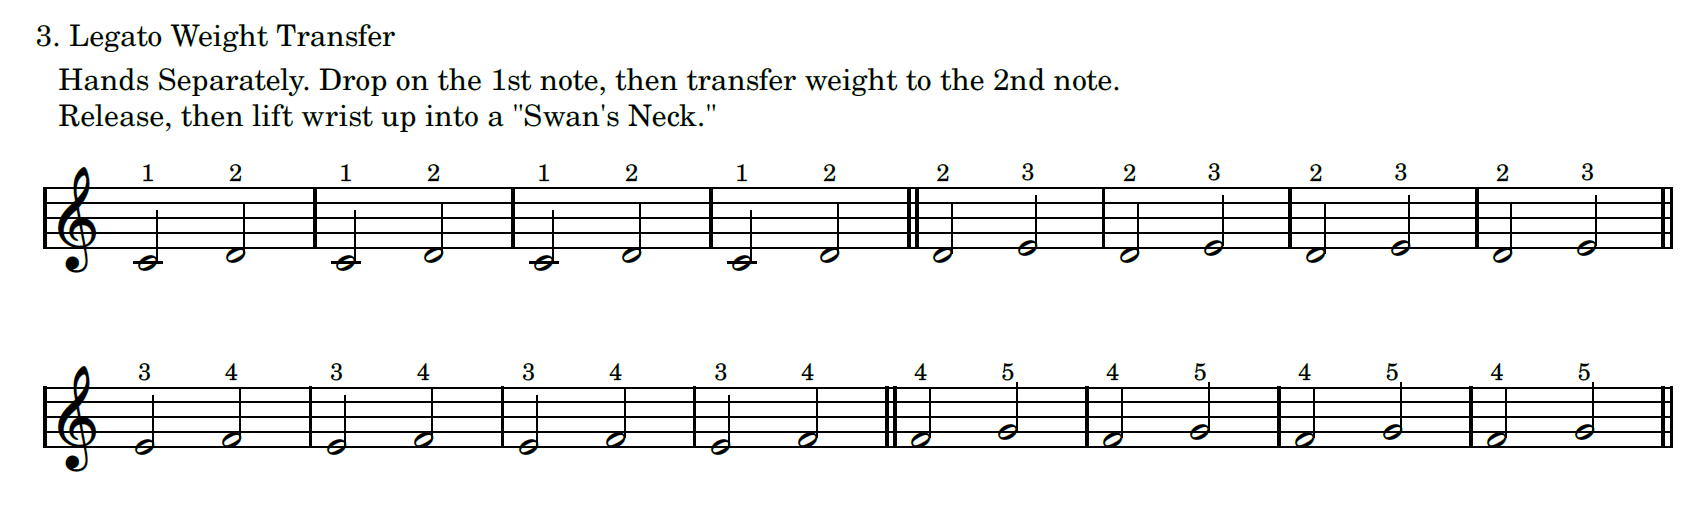 3. Legato Weight Transfer
Hands Separately. Drop on the 1st note, then transfer weight to the 2nd note.
Release, then lift wrist up into a "Swan's Neck."
1 2 1 2 1 2 1 2 2 3 2 3 2 3 2 3
3 4 3 4 3 4 3 4 4 5 4 5 4 5 4 5